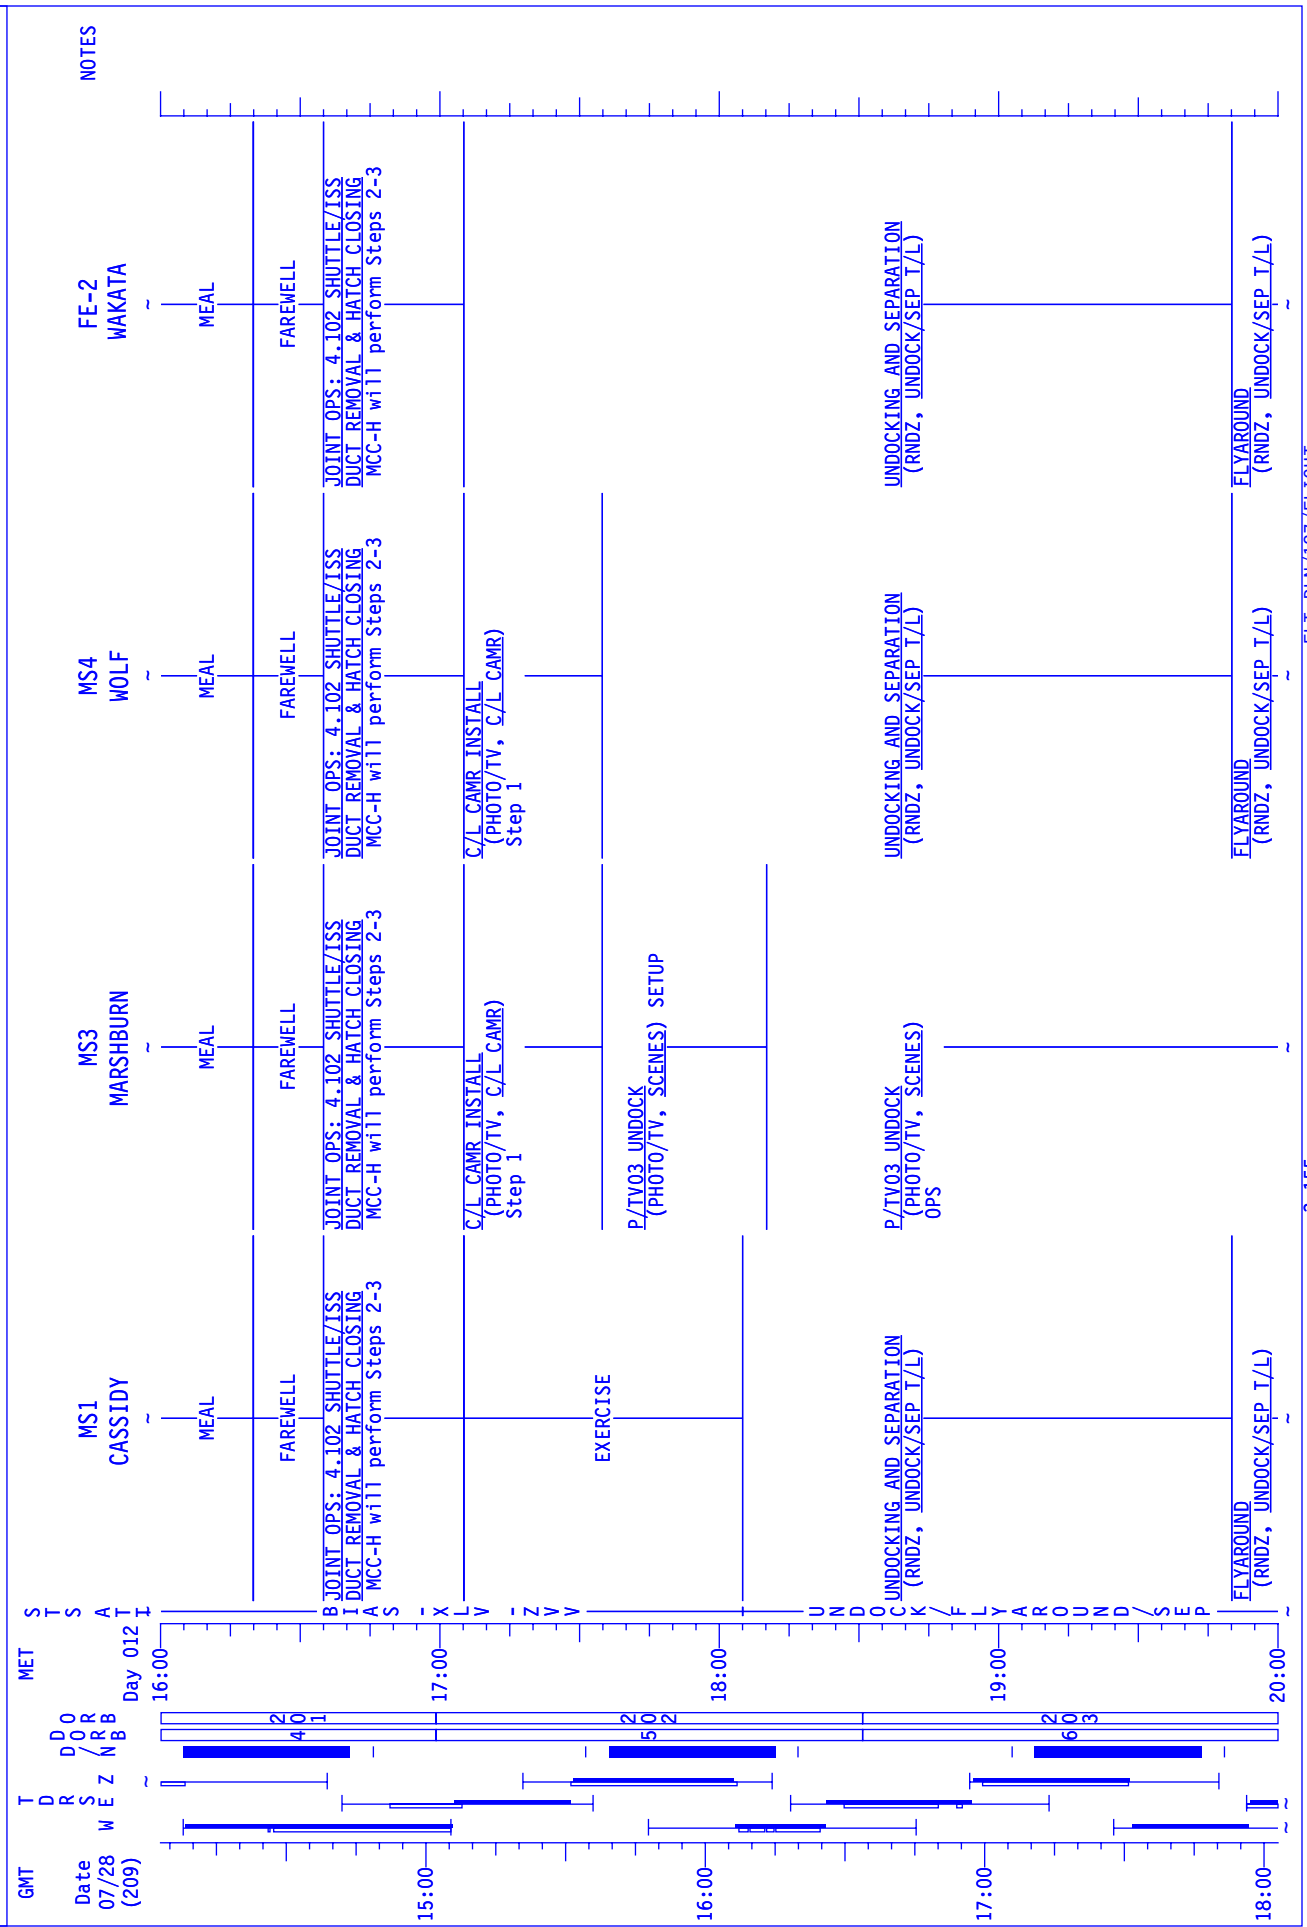 GMT
Date
07/28
(209)
15:00
16:00
17:00
18:00
T
D
R
S
W E Z
D
/
N
D
O
R
B
O
R
B
4
5
6
201
202
203
MET
Day 012
16:00
17:00
18:00
19:00
20:00
STS
ATT
BIAS -XLV -ZVV
UNDOCK/FLYAROUND/SEP
MS1
CASSIDY
MEAL
FAREWELL
JOINT OPS: 4.102 SHUTTLE/ISS
DUCT REMOVAL & HATCH CLOSING
MCC-H will perform Steps 2-3
EXERCISE
UNDOCKING AND SEPARATION
(RNDZ, UNDOCK/SEP T/L)
FLYAROUND
(RNDZ, UNDOCK/SEP T/L)
MS3
MARSHBURN
MEAL
FAREWELL
JOINT OPS: 4.102 SHUTTLE/ISS
DUCT REMOVAL & HATCH CLOSING
MCC-H will perform Steps 2-3
C/L CAMR INSTALL
(PHOTO/TV, C/L CAMR)
Step 1
P/TV03 UNDOCK
(PHOTO/TV, SCENES) SETUP
P/TV03 UNDOCK
(PHOTO/TV, SCENES)
OPS
MS4
WOLF
MEAL
FAREWELL
JOINT OPS: 4.102 SHUTTLE/ISS
DUCT REMOVAL & HATCH CLOSING
MCC-H will perform Steps 2-3
C/L CAMR INSTALL
(PHOTO/TV, C/L CAMR)
Step 1
UNDOCKING AND SEPARATION
(RNDZ, UNDOCK/SEP T/L)
FLYAROUND
(RNDZ, UNDOCK/SEP T/L)
FE-2
WAKATA
MEAL
FAREWELL
JOINT OPS: 4.102 SHUTTLE/ISS
DUCT REMOVAL & HATCH CLOSING
MCC-H will perform Steps 2-3
UNDOCKING AND SEPARATION
(RNDZ, UNDOCK/SEP T/L)
FLYAROUND
(RNDZ, UNDOCK/SEP T/L)
NOTES